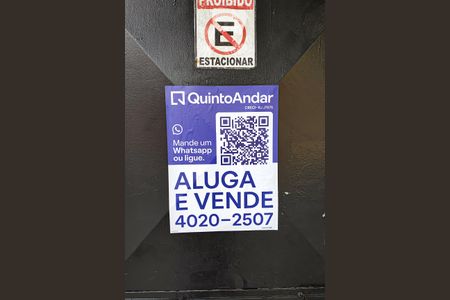 PROIBIDO
E
ESTACIONAR
QuintoAndar
Mande um
Whatsapp
ou ligue.
ALUGA
E VENDE
4020-2507